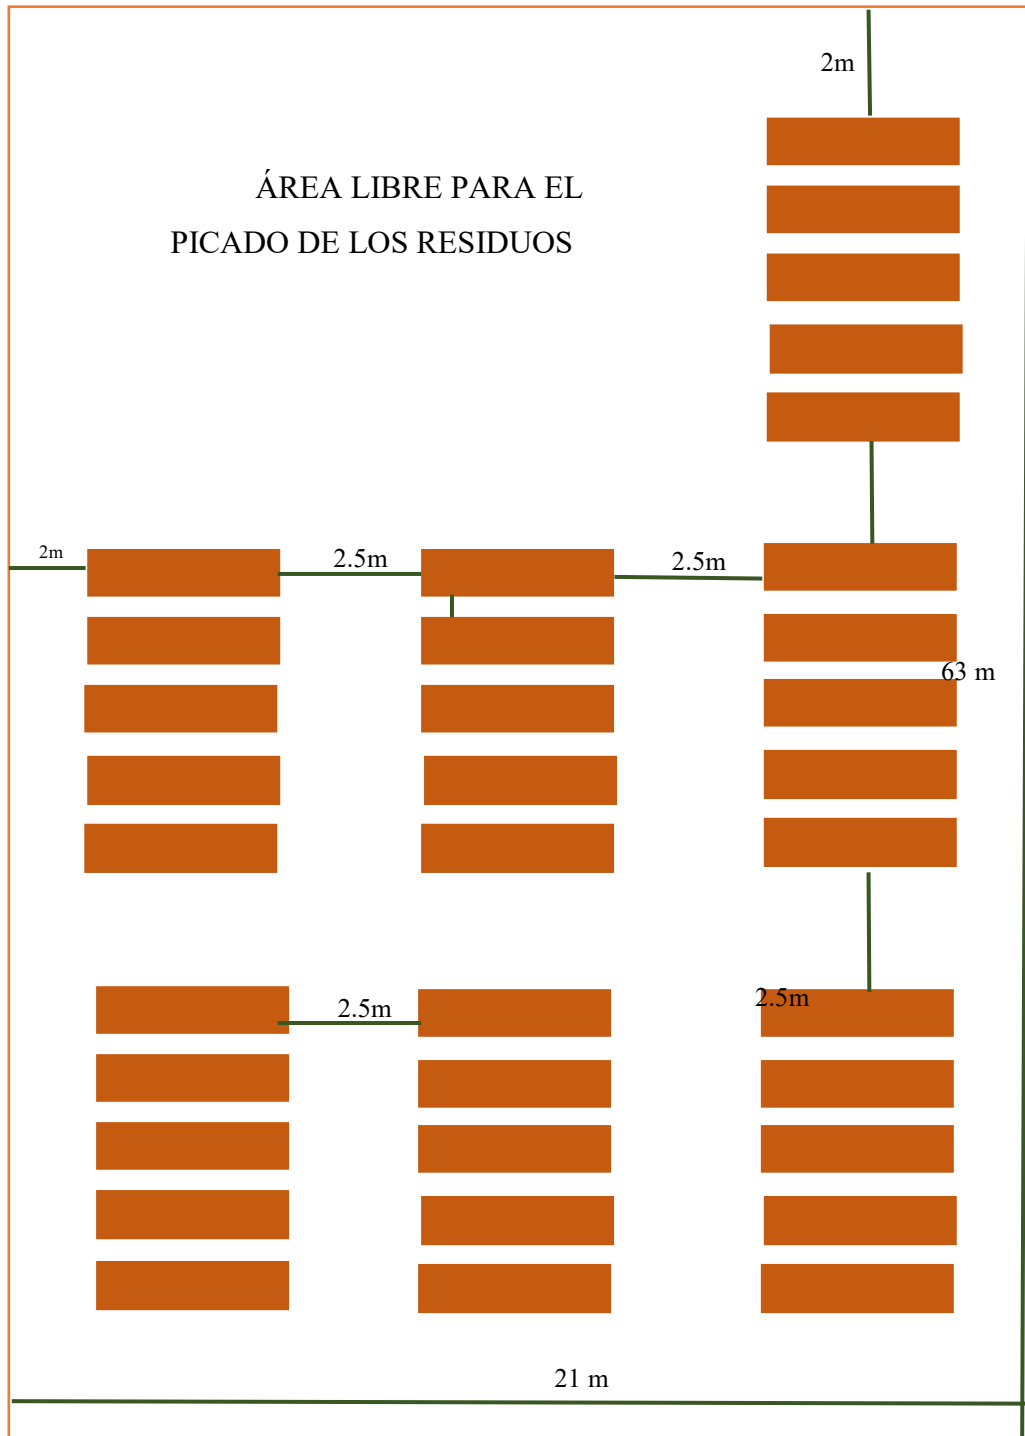 2m
ÁREA LIBRE PARA EL
PICADO DE LOS RESIDUOS
2m
2.5m
2.5m
63 m
2.5m
2.5m
21 m